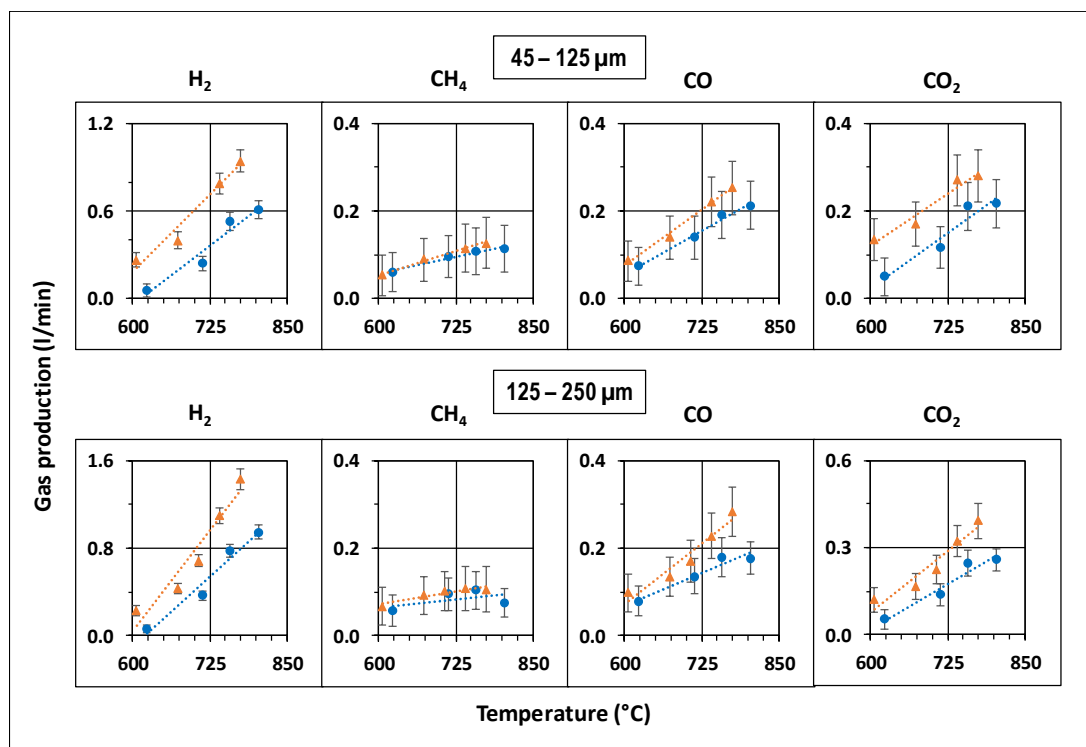 45 – 125 µm
H₂ CH₄ CO CO₂
1.2 0.4 0.4 0.4
0.6 0.2 0.2 0.2
0.0 0.0 0.0 0.0
600 725 850 600 725 850 600 725 850 600 725 850
125 – 250 µm
H₂ CH₄ CO CO₂
1.6 0.4 0.4 0.6
0.8 0.2 0.2 0.3
0.0 0.0 0.0 0.0
600 725 850 600 725 850 600 725 850 600 725 850
Gas production (l/min)
Temperature (°C)